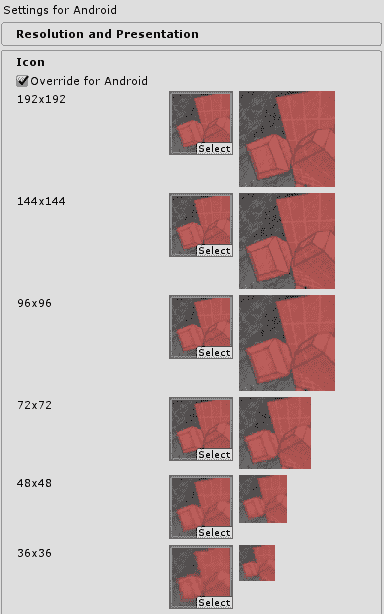 Settings for Android
Resolution and Presentation
Icon
Override for Android
192x192
Select
144x144
Select
96x96
Select
72x72
Select
48x48
Select
36x36
Select